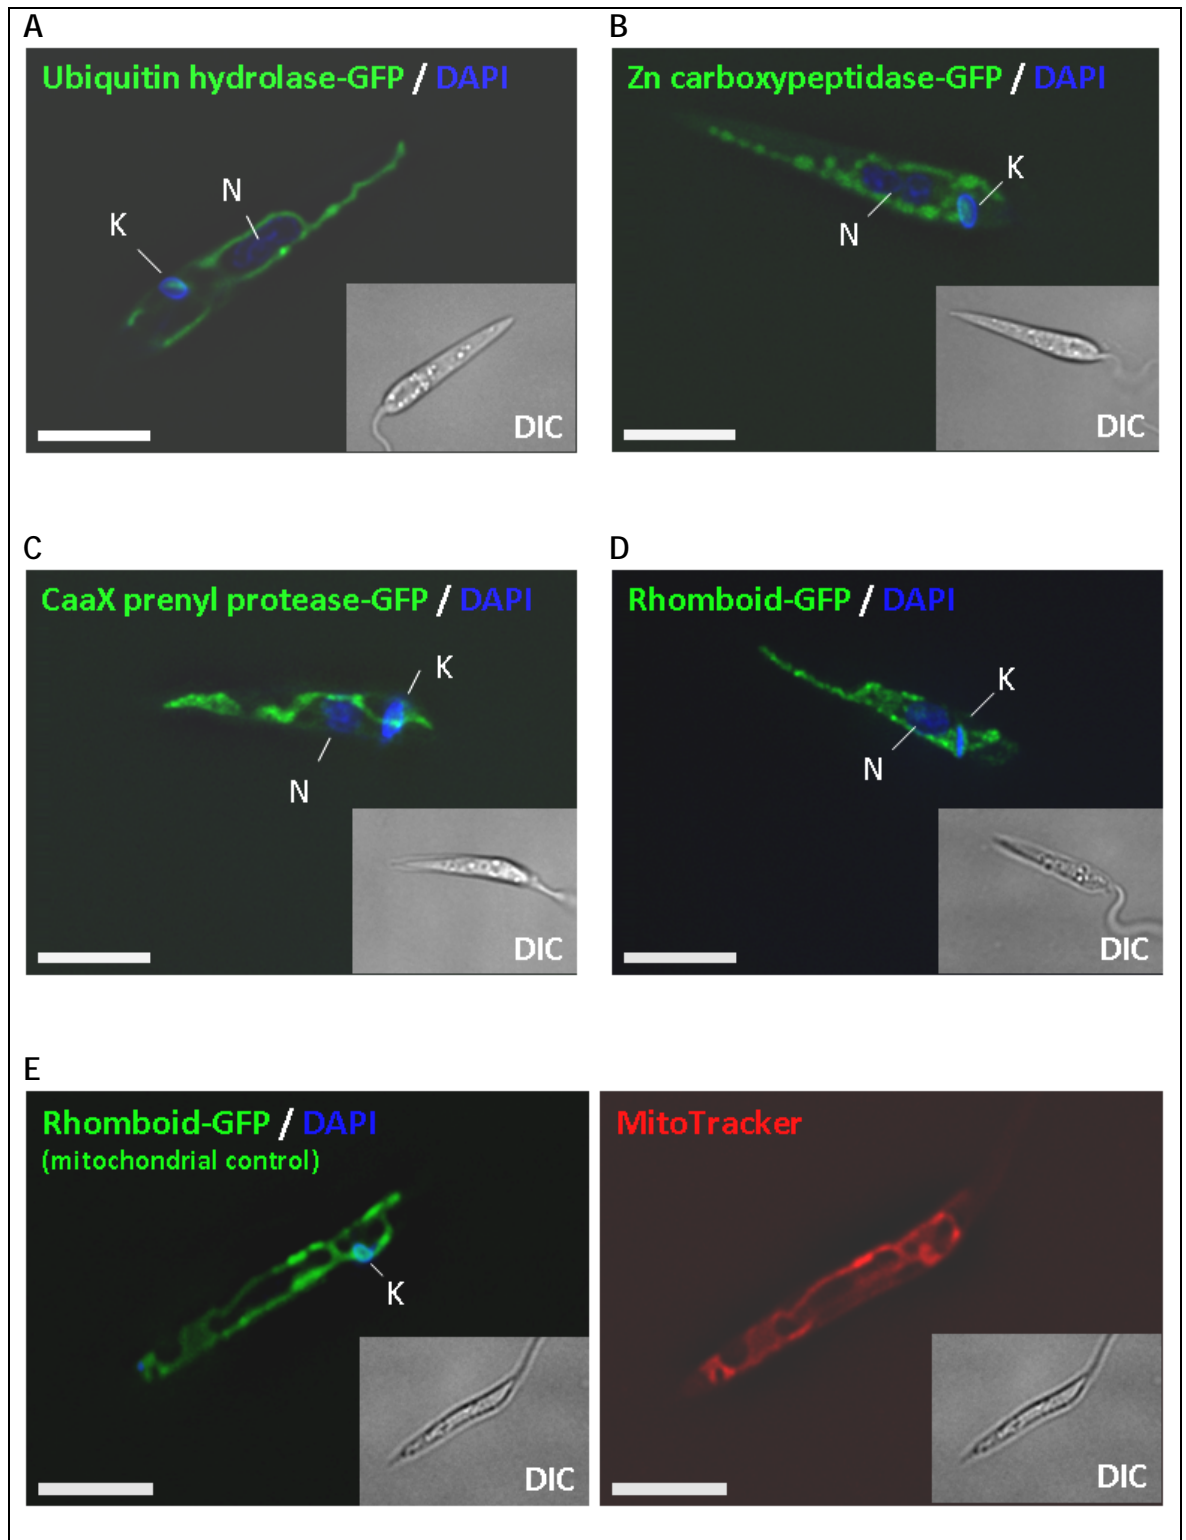 A
Ubiquitin hydrolase-GFP / DAPI
N
K
DIC
B
Zn carboxypeptidase-GFP / DAPI
K
N
DIC
C
CaaX prenyl protease-GFP / DAPI
K
N
DIC
D
Rhomboid-GFP / DAPI
K
N
DIC
E
Rhomboid-GFP / DAPI
(mitochondrial control)
K
DIC
MitoTracker
DIC